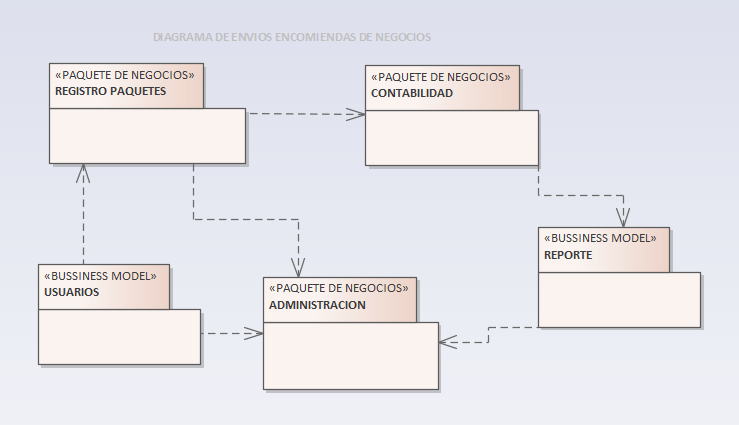 DIAGRAMA DE ENVIOS ENCOMIENDAS DE NEGOCIOS
«PAQUETE DE NEGOCIOS»
REGISTRO PAQUETES
«PAQUETE DE NEGOCIOS»
CONTABILIDAD
«BUSSINESS MODEL»
REPORTE
«BUSSINESS MODEL»
USUARIOS
«PAQUETE DE NEGOCIOS»
ADMINISTRACION